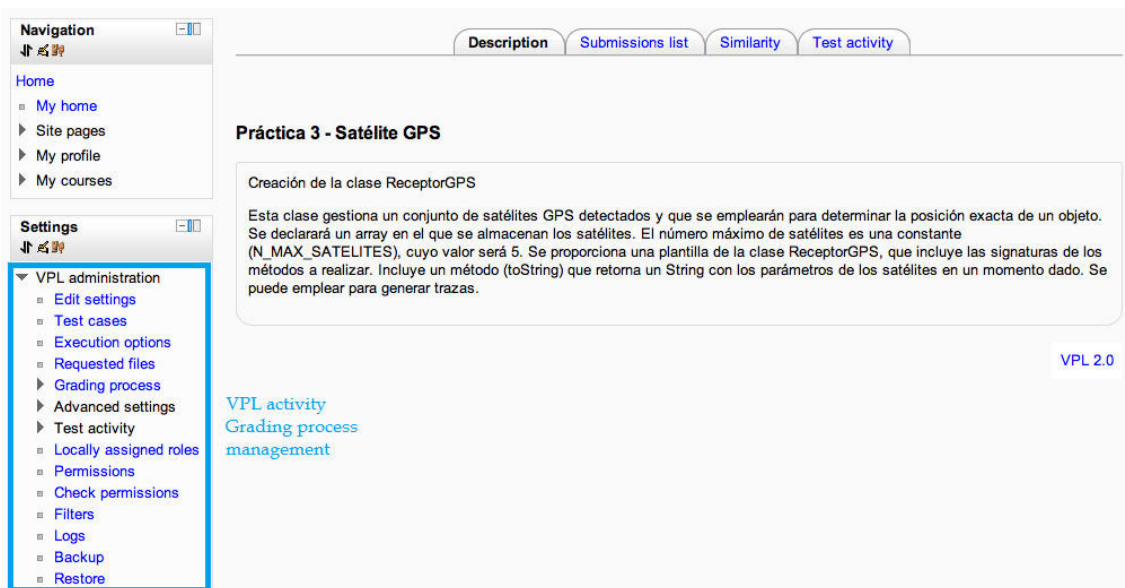 Navigation
Home
My home
Site pages
My profile
My courses
Settings
VPL administration
Edit settings
Test cases
Execution options
Requested files
Grading process
Advanced settings
Test activity
Locally assigned roles
Permissions
Check permissions
Filters
Logs
Backup
Restore
Description Submissions list Similarity Test activity
Práctica 3 - Satélite GPS
Creación de la clase ReceptorGPS
Esta clase gestiona un conjunto de satélites GPS detectados y que se emplearán para determinar la posición exacta de un objeto.
Se declarará un array en el que se almacenan los satélites. El número máximo de satélites es una constante
(N_MAX_SATELITES), cuyo valor será 5. Se proporciona una plantilla de la clase ReceptorGPS, que incluye las signaturas de los
métodos a realizar. Incluye un método (toString) que retorna un String con los parámetros de los satélites en un momento dado. Se
puede emplear para generar trazas.
VPL 2.0
VPL activity
Grading process
management